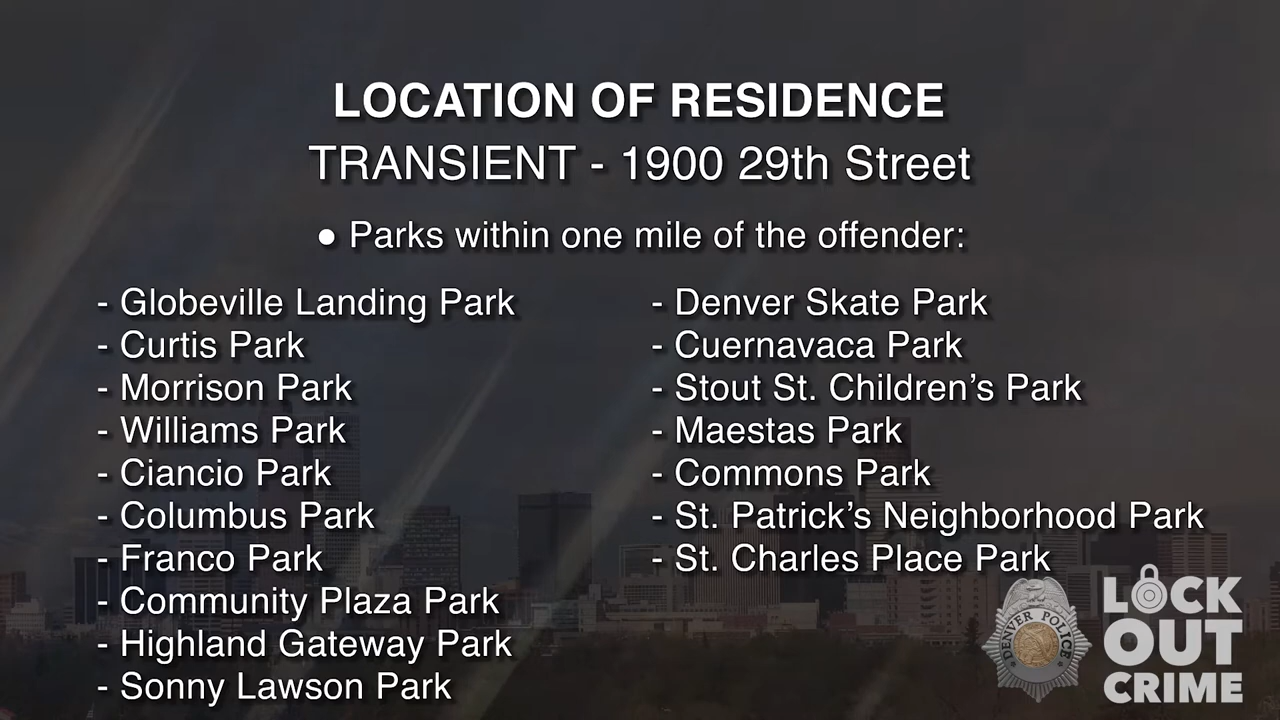 LOCATION OF RESIDENCE
TRANSIENT - 1900 29th Street
● Parks within one mile of the offender:
- Globeville Landing Park
- Curtis Park
- Morrison Park
- Williams Park
- Ciancio Park
- Columbus Park
- Franco Park
- Community Plaza Park
- Highland Gateway Park
- Sonny Lawson Park
- Denver Skate Park
- Cuernavaca Park
- Stout St. Children’s Park
- Maestas Park
- Commons Park
- St. Patrick’s Neighborhood Park
- St. Charles Place Park
DENVER POLICE
LOCK
OUT
CRIME